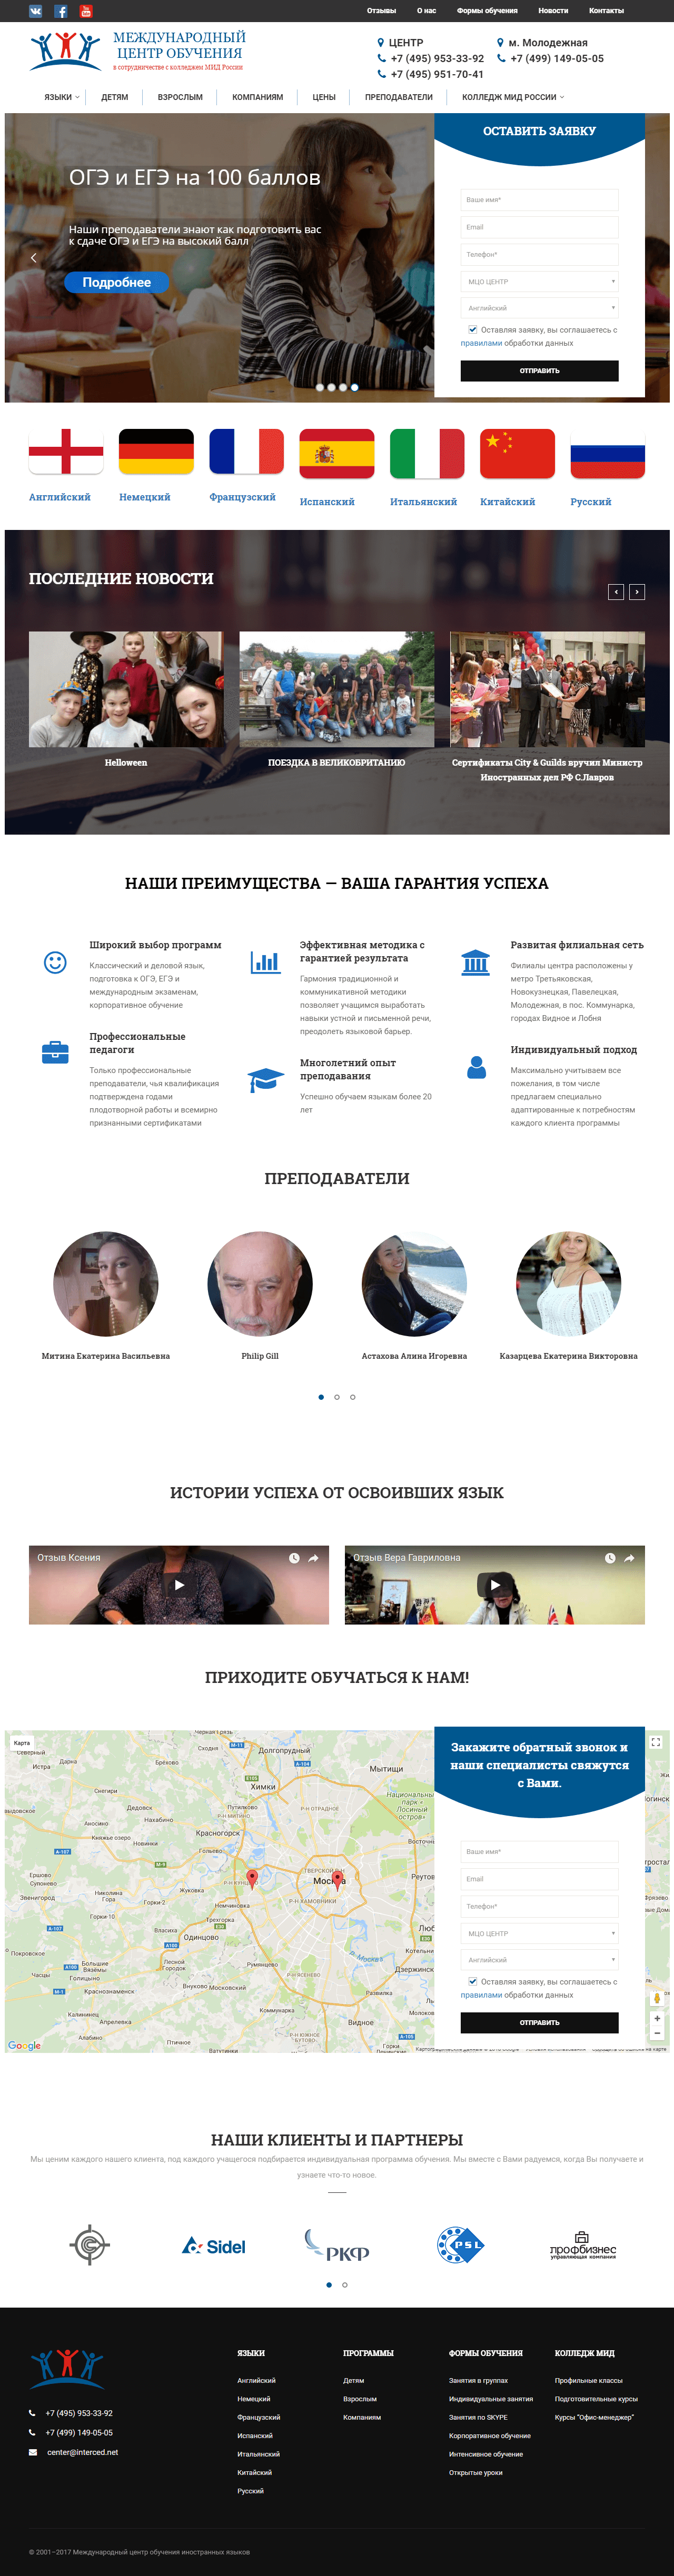 Отзывы О нас Формы обучения Новости Контакты
МЕЖДУНАРОДНЫЙ
ЦЕНТР ОБУЧЕНИЯ
в сотрудничестве с колледжем МИД России
ЦЕНТР
+7 (495) 953-33-92
+7 (495) 951-70-41
м. Молодежная
+7 (499) 149-05-05
ЯЗЫКИ ДЕТЯМ ВЗРОСЛЫМ КОМПАНИЯМ ЦЕНЫ ПРЕПОДАВАТЕЛИ КОЛЛЕДЖ МИД РОССИИ
ОГЭ и ЕГЭ на 100 баллов
Наши преподаватели знают как подготовить вас
к сдаче ОГЭ и ЕГЭ на высокий балл
Подробнее
ОСТАВИТЬ ЗАЯВКУ
Ваше имя*
Email
Телефон*
МЦО ЦЕНТР
Английский
Оставляя заявку, вы соглашаетесь с
правилами обработки данных
ОТПРАВИТЬ
Английский
Немецкий
Французский
Испанский
Итальянский
Китайский
Русский
ПОСЛЕДНИЕ НОВОСТИ
Helloween
ПОЕЗДКА В ВЕЛИКОБРИТАНИЮ
Сертификаты City & Guilds вручил Министр
Иностранных дел РФ С.Лавров
НАШИ ПРЕИМУЩЕСТВА — ВАША ГАРАНТИЯ УСПЕХА
Широкий выбор программ
Классический и деловой язык,
подготовка к ОГЭ, ЕГЭ и
международным экзаменам,
корпоративное обучение
Профессиональные
педагоги
Только профессиональные
преподаватели, чья квалификация
подтверждена годами
плодотворной работы и всемирно
признанными сертификатами
Эффективная методика с
гарантией результата
Гармония традиционной и
коммуникативной методики
позволяет учащимся выработать
навыки устной и письменной речи,
преодолеть языковой барьер.
Многолетний опыт
преподавания
Успешно обучаем языкам более 20
лет
Развитая филиальная сеть
Филиалы центра расположены у
метро Третьяковская,
Новокузнецкая, Павелецкая,
Молодежная, в пос. Коммунарка,
городах Видное и Лобня
Индивидуальный подход
Максимально учитываем все
пожелания, в том числе
предлагаем специально
адаптированные к потребностям
каждого клиента программы
ПРЕПОДАВАТЕЛИ
Митина Екатерина Васильевна
Philip Gill
Астахова Алина Игоревна
Казарцева Екатерина Викторовна
ИСТОРИИ УСПЕХА ОТ ОСВОИВШИХ ЯЗЫК
Отзыв Ксения
Отзыв Вера Гавриловна
ПРИХОДИТЕ ОБУЧАТЬСЯ К НАМ!
Карта
Истра
Дедовск
Нахабино
Химки
Долгопрудный
Мытищи
Красногорск
Путилково
Москва
Реутов
Звенигород
Одинцово
Внуково
Московский
Коммунарка
Видное
Апрелевка
Краснознаменск
Голицыно
Кубинка
Google
Закажите обратный звонок и
наши специалисты свяжутся
с Вами.
Ваше имя*
Email
Телефон*
МЦО ЦЕНТР
Английский
Оставляя заявку, вы соглашаетесь с
правилами обработки данных
ОТПРАВИТЬ
НАШИ КЛИЕНТЫ И ПАРТНЕРЫ
Мы ценим каждого нашего клиента, под каждого учащегося подбирается индивидуальная программа обучения. Мы вместе с Вами радуемся, когда Вы получаете и
узнаете что-то новое.
Sidel
РКФ
PSL
профбизнес
управляющая компания
+7 (495) 953-33-92
+7 (499) 149-05-05
center@interced.net
ЯЗЫКИ
Английский
Немецкий
Французский
Испанский
Итальянский
Китайский
Русский
ПРОГРАММЫ
Детям
Взрослым
Компаниям
ФОРМЫ ОБУЧЕНИЯ
Занятия в группах
Индивидуальные занятия
Занятия по SKYPE
Корпоративное обучение
Интенсивное обучение
Открытые уроки
КОЛЛЕДЖ МИД
Профильные классы
Подготовительные курсы
Курсы "Офис-менеджер"
© 2001–2017 Международный центр обучения иностранных языков